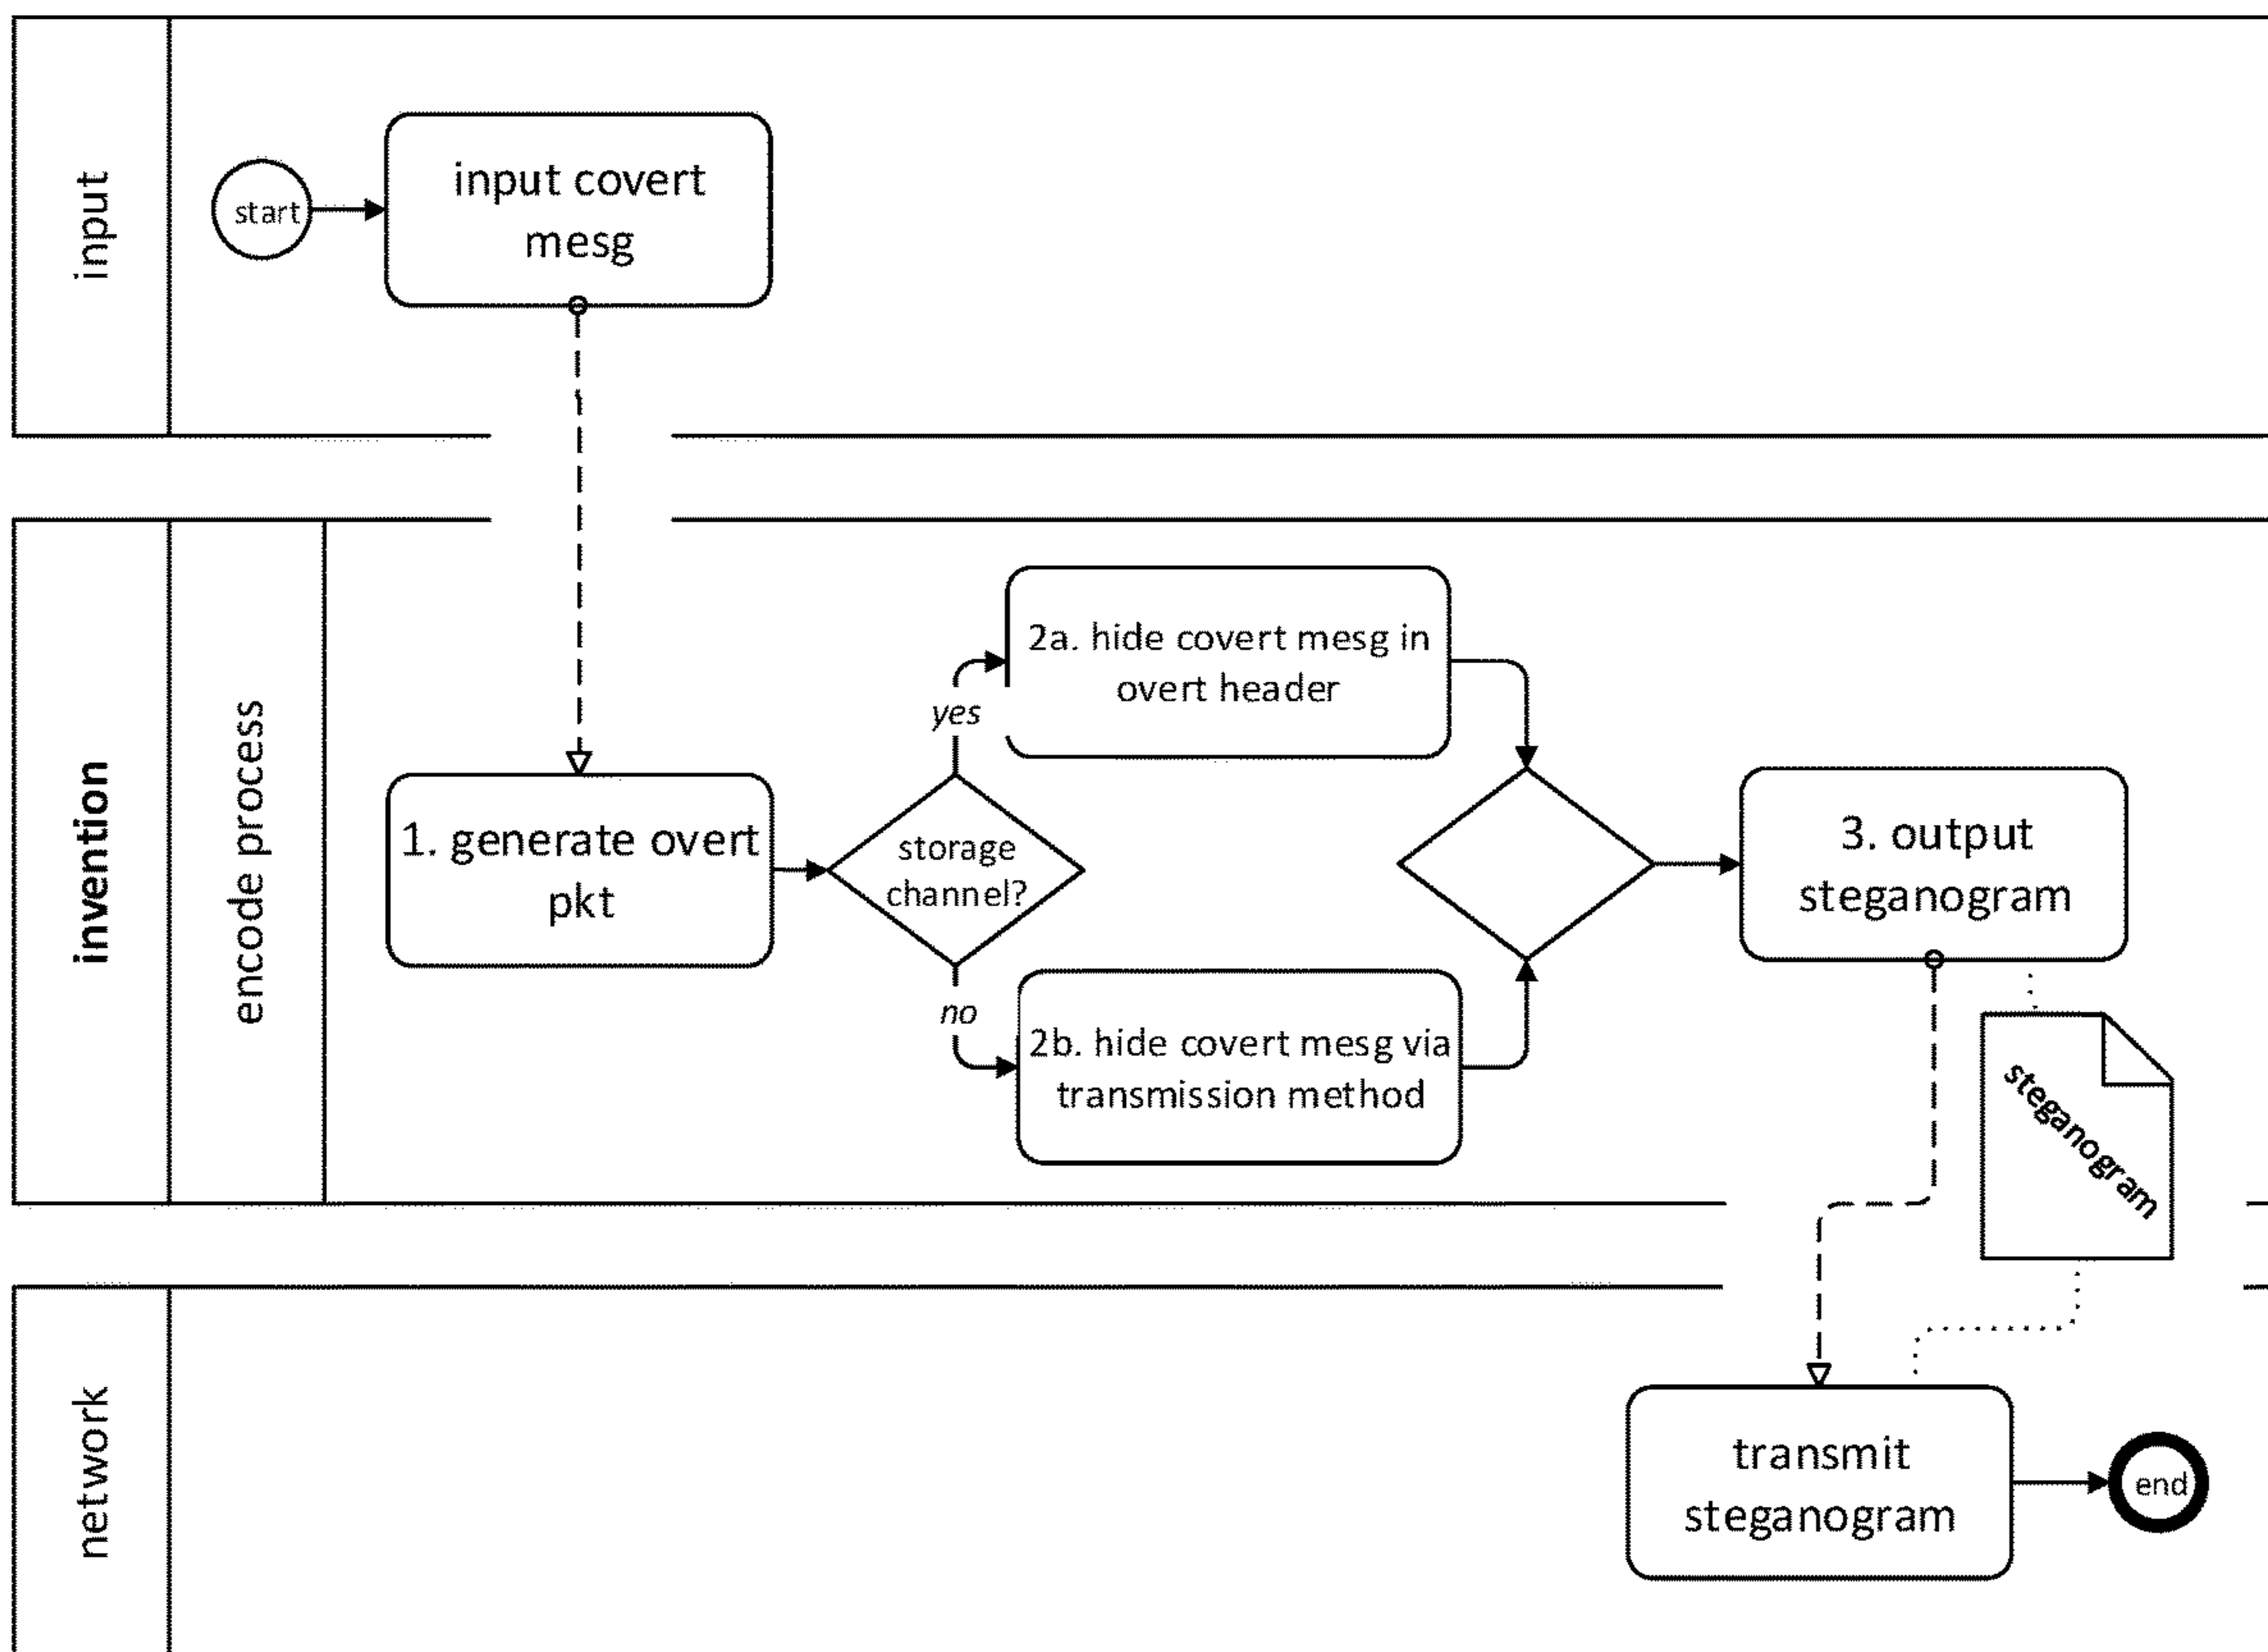 input
start
input covert
mesg
invention
encode process
1. generate overt
pkt
storage
channel?
yes
2a. hide covert mesg in
overt header
no
2b. hide covert mesg via
transmission method
3. output
steganogram
steganogram
network
transmit
steganogram
end